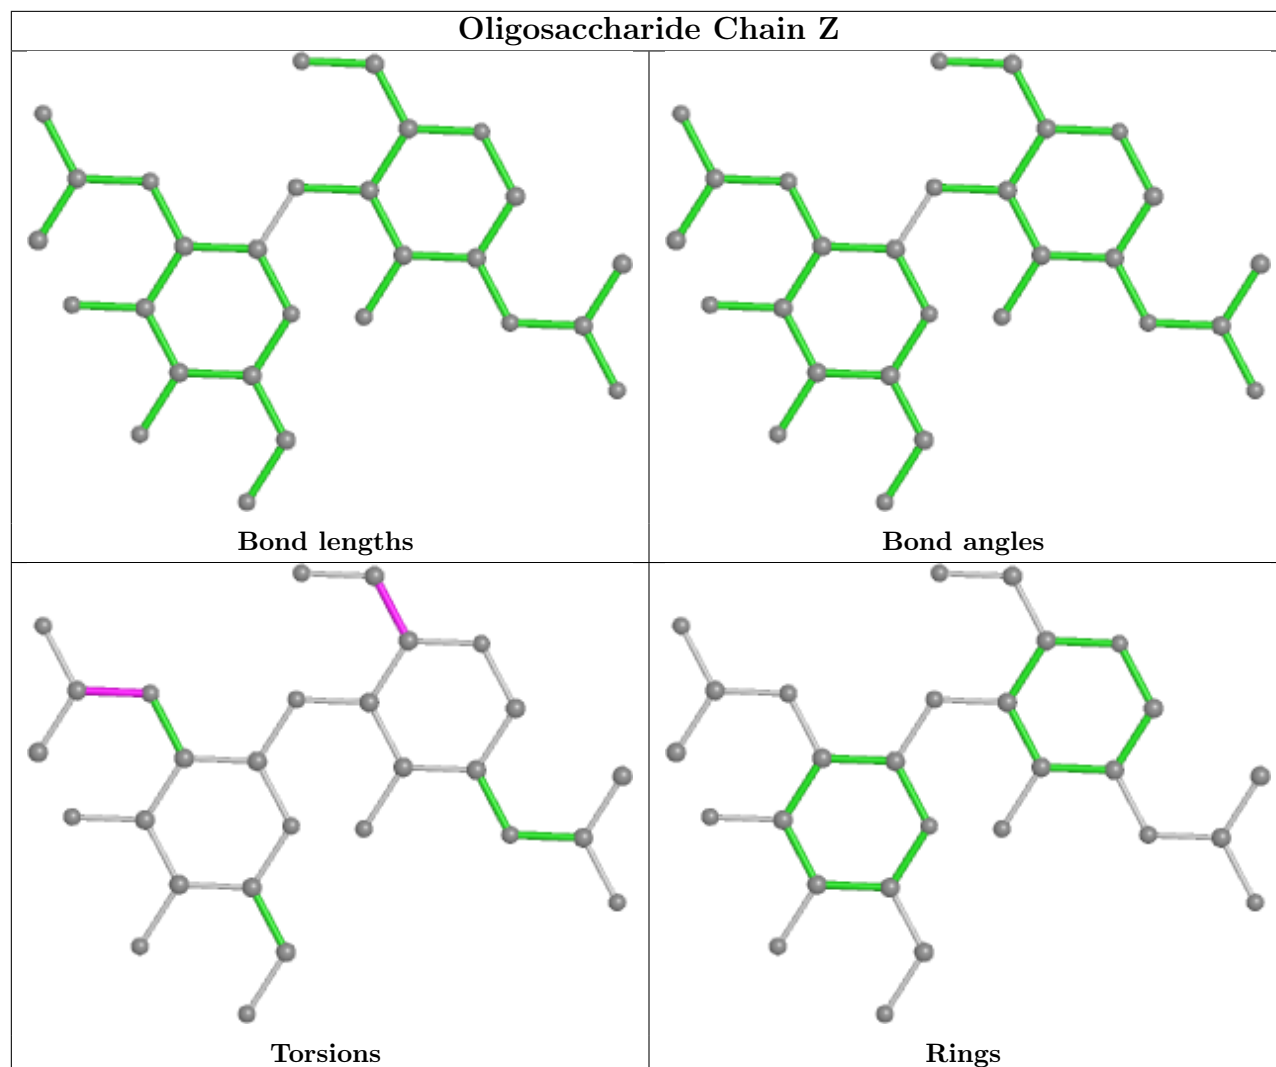 Oligosaccharide Chain Z
Bond lengths
Bond angles
Torsions
Rings